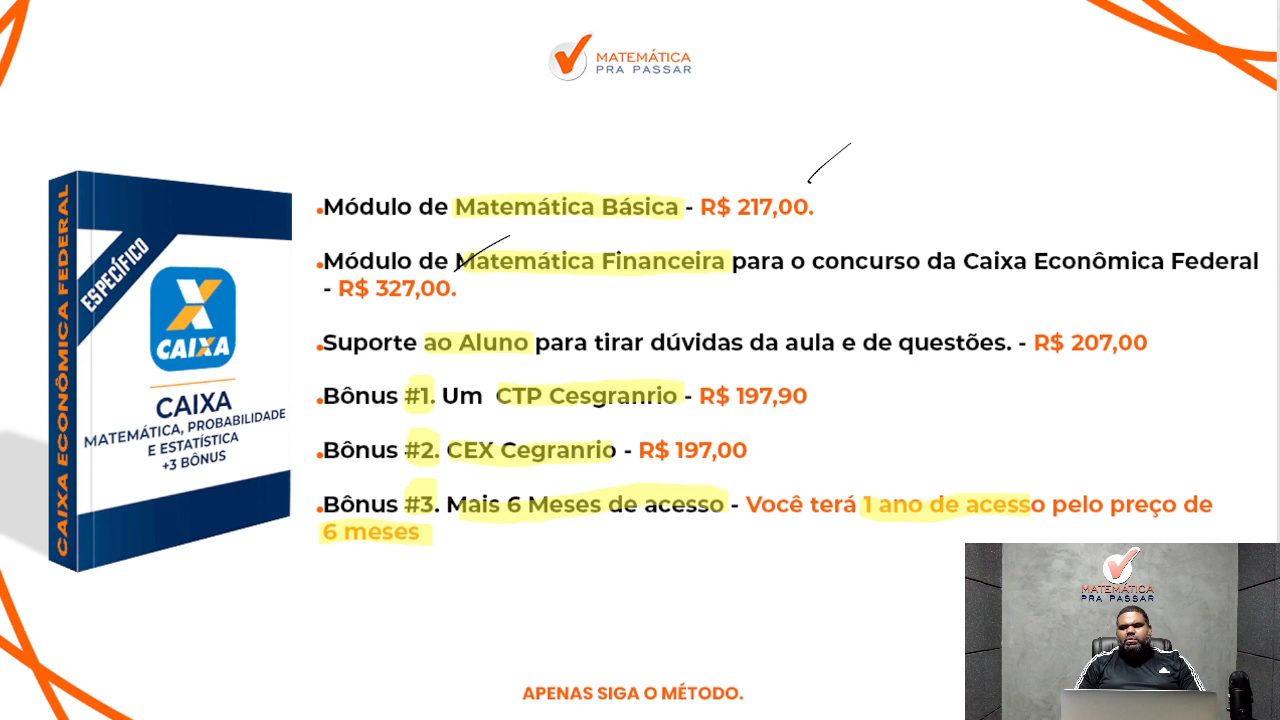 MATEMÁTICA
PRA PASSAR
CAIXA ECONÔMICA FEDERAL
ESPECÍFICO
CAIXA
CAIXA
MATEMÁTICA, PROBABILIDADE
E ESTATÍSTICA
+3 BÔNUS
•Módulo de Matemática Básica - R$ 217,00.
•Módulo de Matemática Financeira para o concurso da Caixa Econômica Federal
- R$ 327,00.
•Suporte ao Aluno para tirar dúvidas da aula e de questões. - R$ 207,00
•Bônus #1. Um CTP Cesgranrio - R$ 197,90
•Bônus #2. CEX Cegranrio - R$ 197,00
•Bônus #3. Mais 6 Meses de acesso - Você terá 1 ano de acesso pelo preço de
6 meses
MATEMÁTICA
PRA PASSAR
APENAS SIGA O MÉTODO.